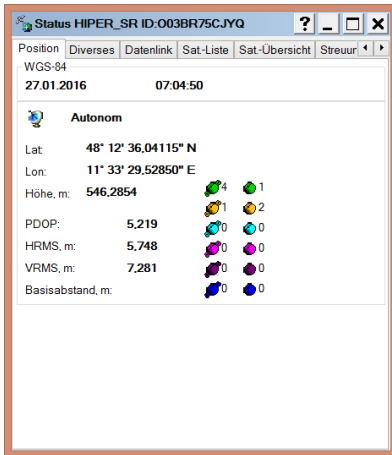 Status HIPER_SR ID:O03BR75CJYQ
Position Diverses Datenlink Sat.-Liste Sat.-Übersicht Streuur
WGS-84
27.01.2016 07:04:50
Autonom
Lat: 48° 12' 36,04115" N
Lon: 11° 33' 29,52850" E
Höhe, m: 546,2854 4 1
1 2
PDOP: 5,219 0 0
HRMS, m: 5,748 0 0
VRMS, m: 7,281 0 0
Basisabstand, m: 0 0